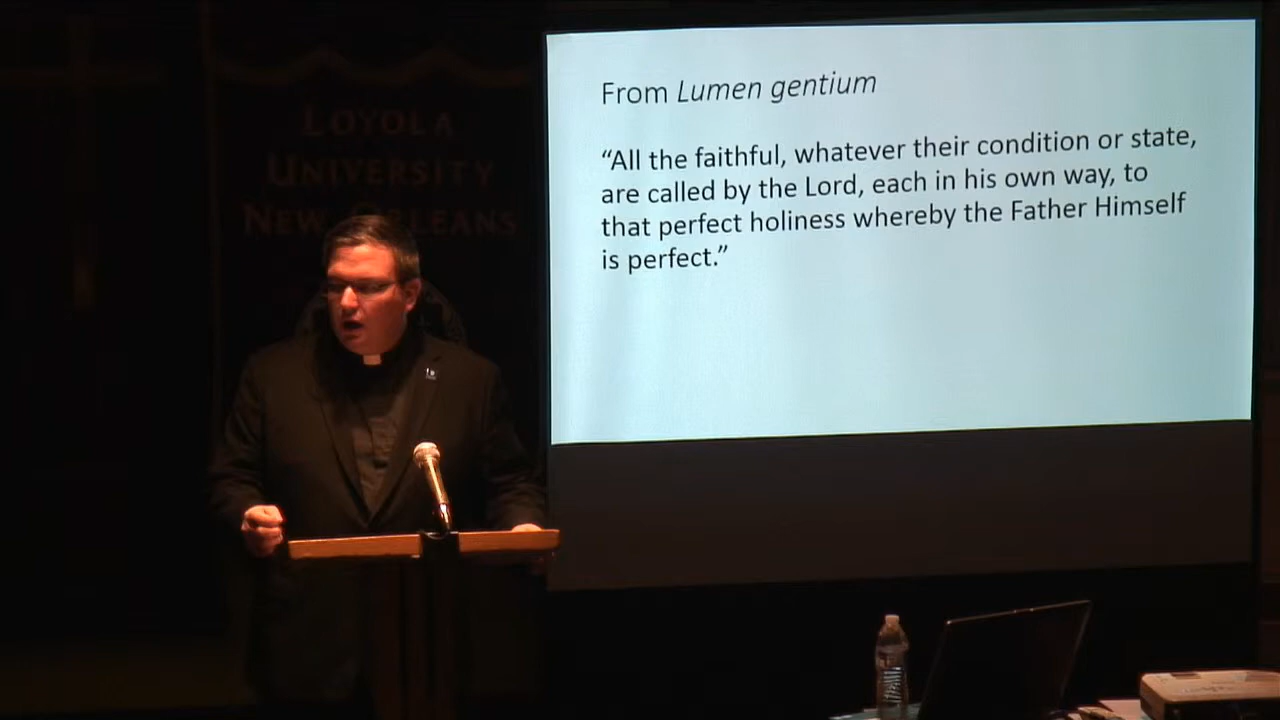 LOYOLA
UNIVERSITY
NEW ORLEANS
From Lumen gentium
“All the faithful, whatever their condition or state,
are called by the Lord, each in his own way, to
that perfect holiness whereby the Father Himself
is perfect.”